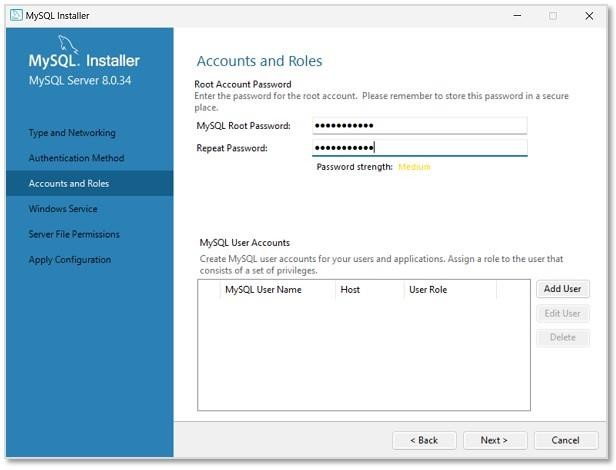 MySQL Installer
MySQL. Installer
MySQL Server 8.0.34
Type and Networking
Authentication Method
Accounts and Roles
Windows Service
Server File Permissions
Apply Configuration
Accounts and Roles
Root Account Password
Enter the password for the root account. Please remember to store this password in a secure
place.
MySQL Root Password: •••••••••••
Repeat Password: •••••••••••
Password strength: Medium
MySQL User Accounts
Create MySQL user accounts for your users and applications. Assign a role to the user that
consists of a set of privileges.
MySQL User Name Host User Role
Add User
Edit User
Delete
< Back Next > Cancel